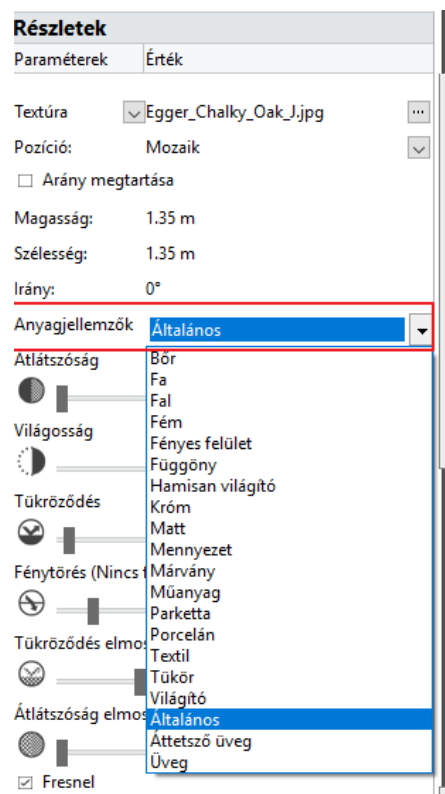 Részletek
Paraméterek Érték
Textúra Egger_Chalky_Oak_J.jpg ...
Pozíció: Mozaik
Arány megtartása
Magasság: 1.35 m
Szélesség: 1.35 m
Irány: 0°
Anyagjellemzők Általános
Átlátszóság
Világosság
Tükröződés
Fénytörés (Nincs
Tükröződés
Átlátszóság
Fresnel
Bőr
Fa
Fal
Fém
Fényes felület
Függöny
Hamisan világító
Króm
Matt
Mennyezet
Márvány
Műanyag
Parketta
Porcelán
Textil
Tükör
Világító
Általános
Áttetsző üveg
Üveg